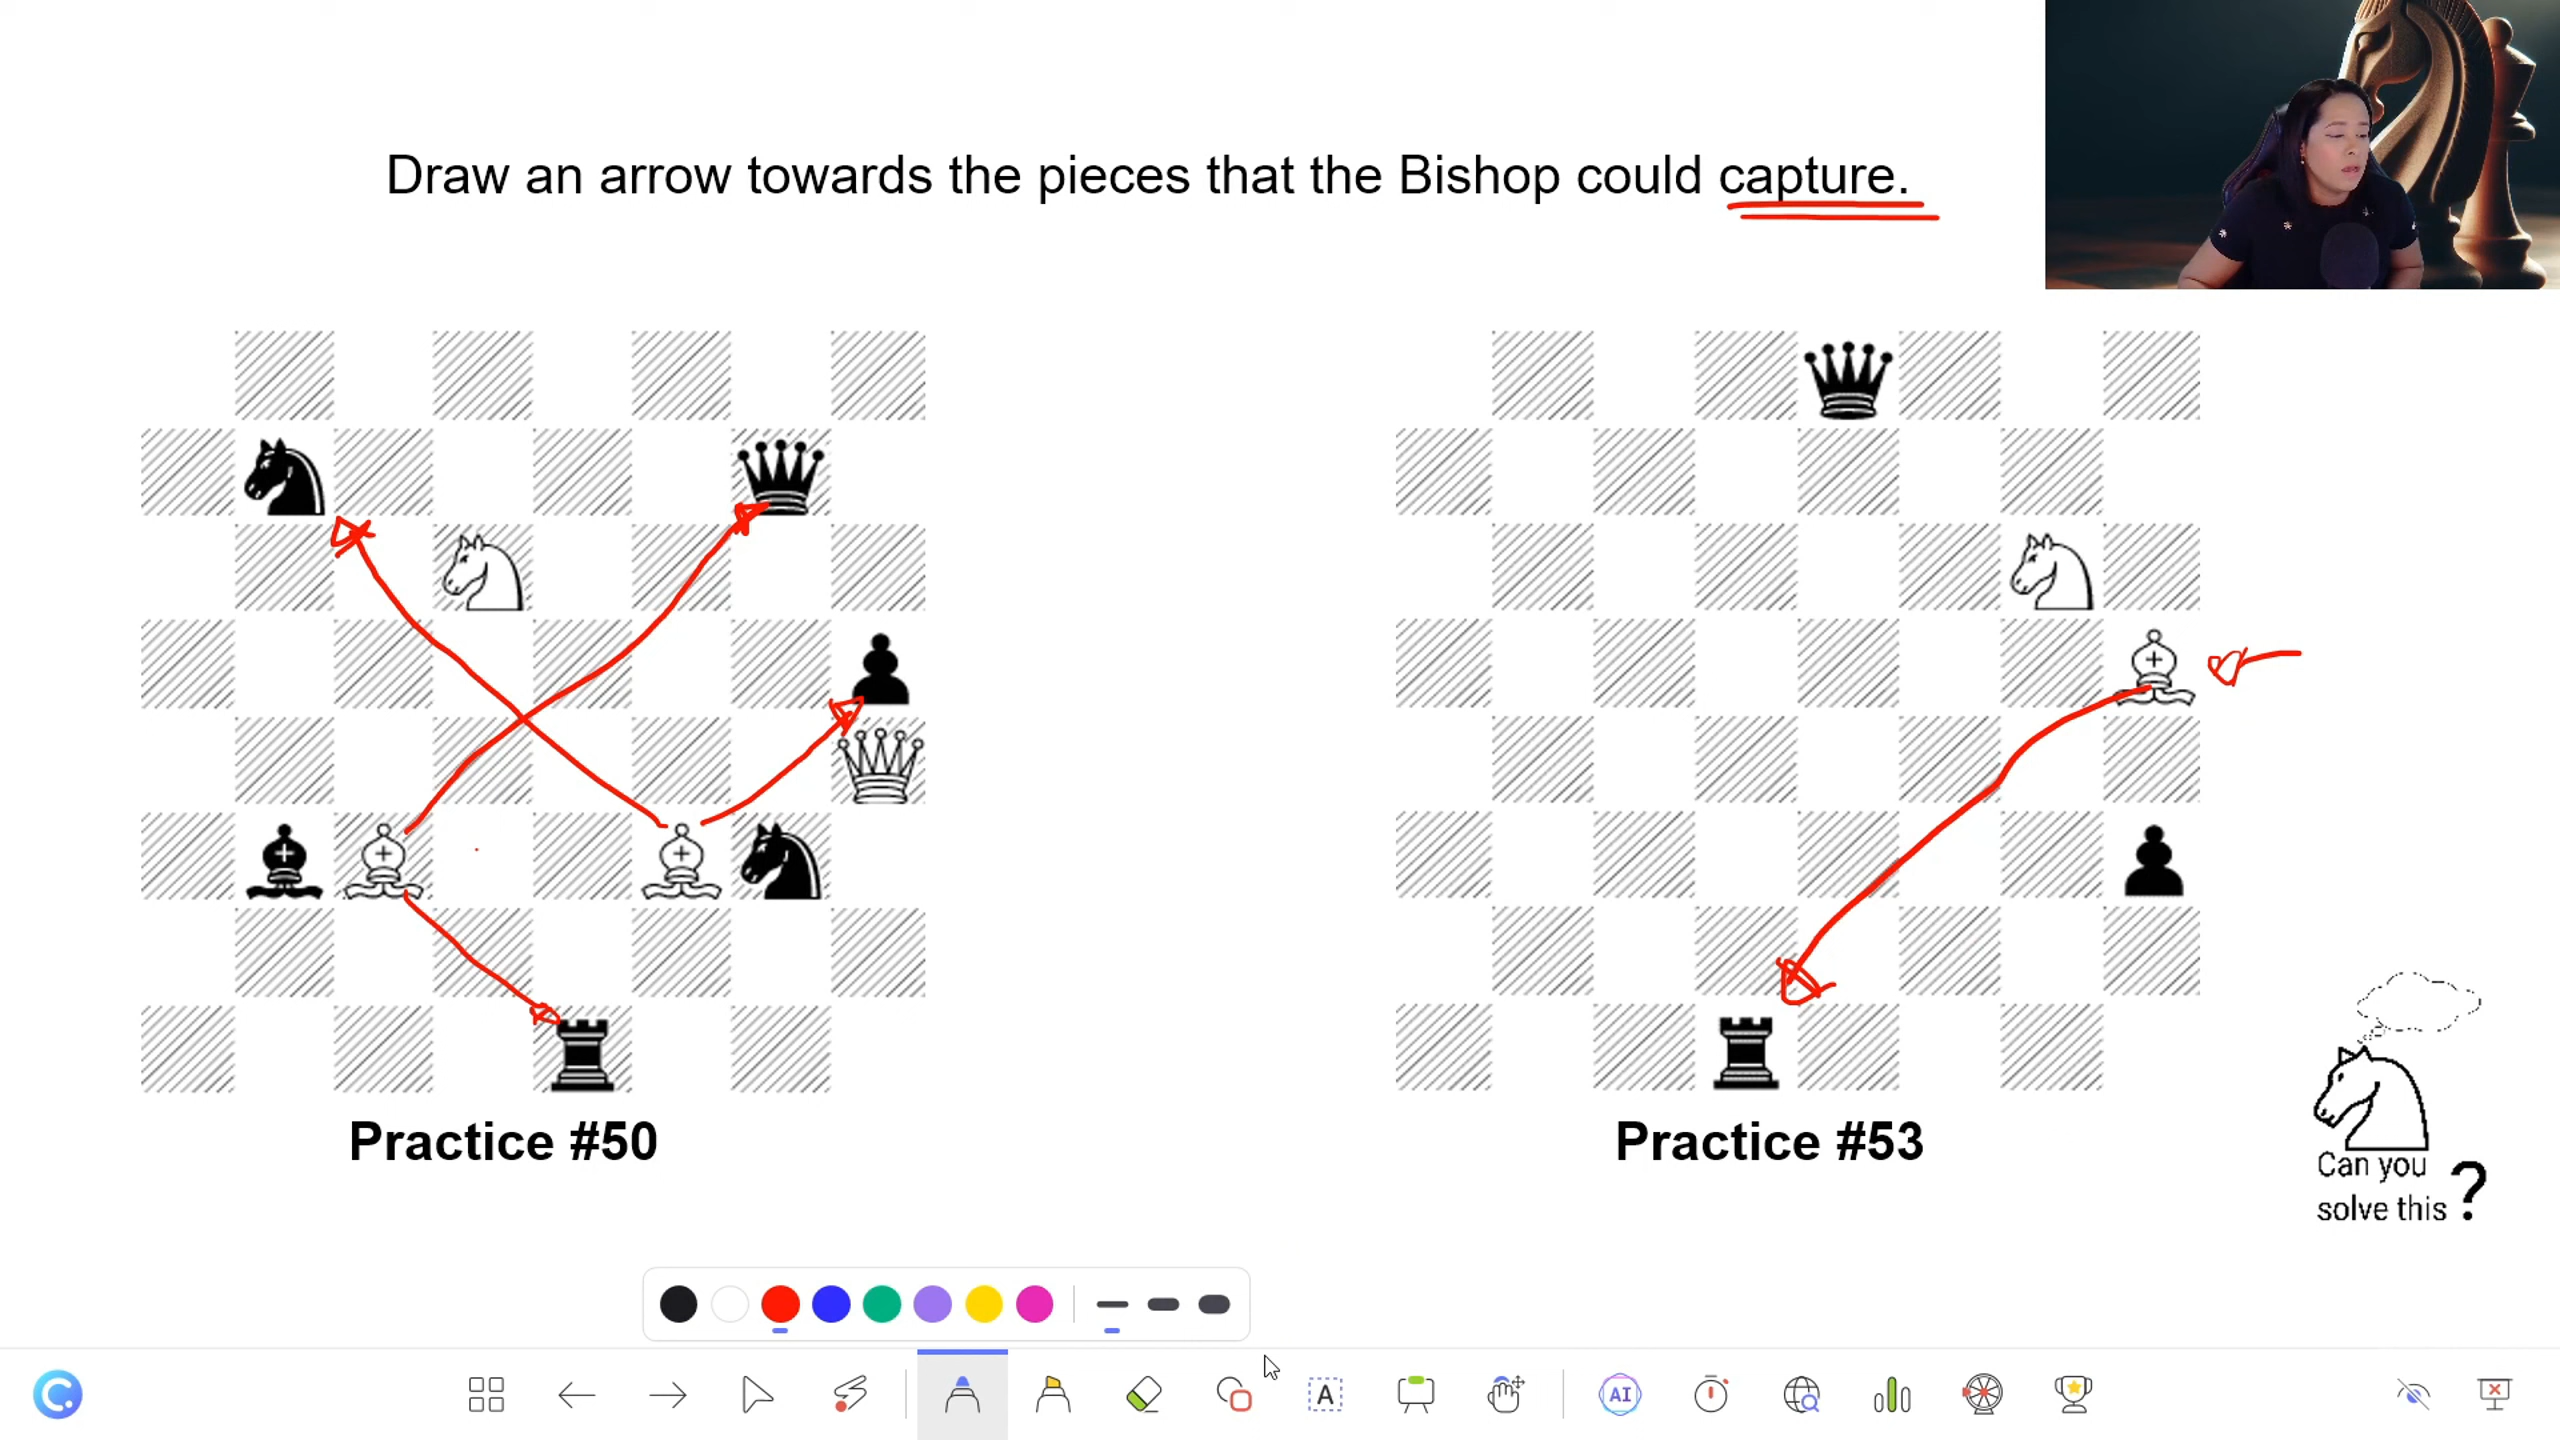 Draw an arrow towards the pieces that the Bishop could capture.
Practice #50
Practice #53
Can you
solve this ?
A
AI